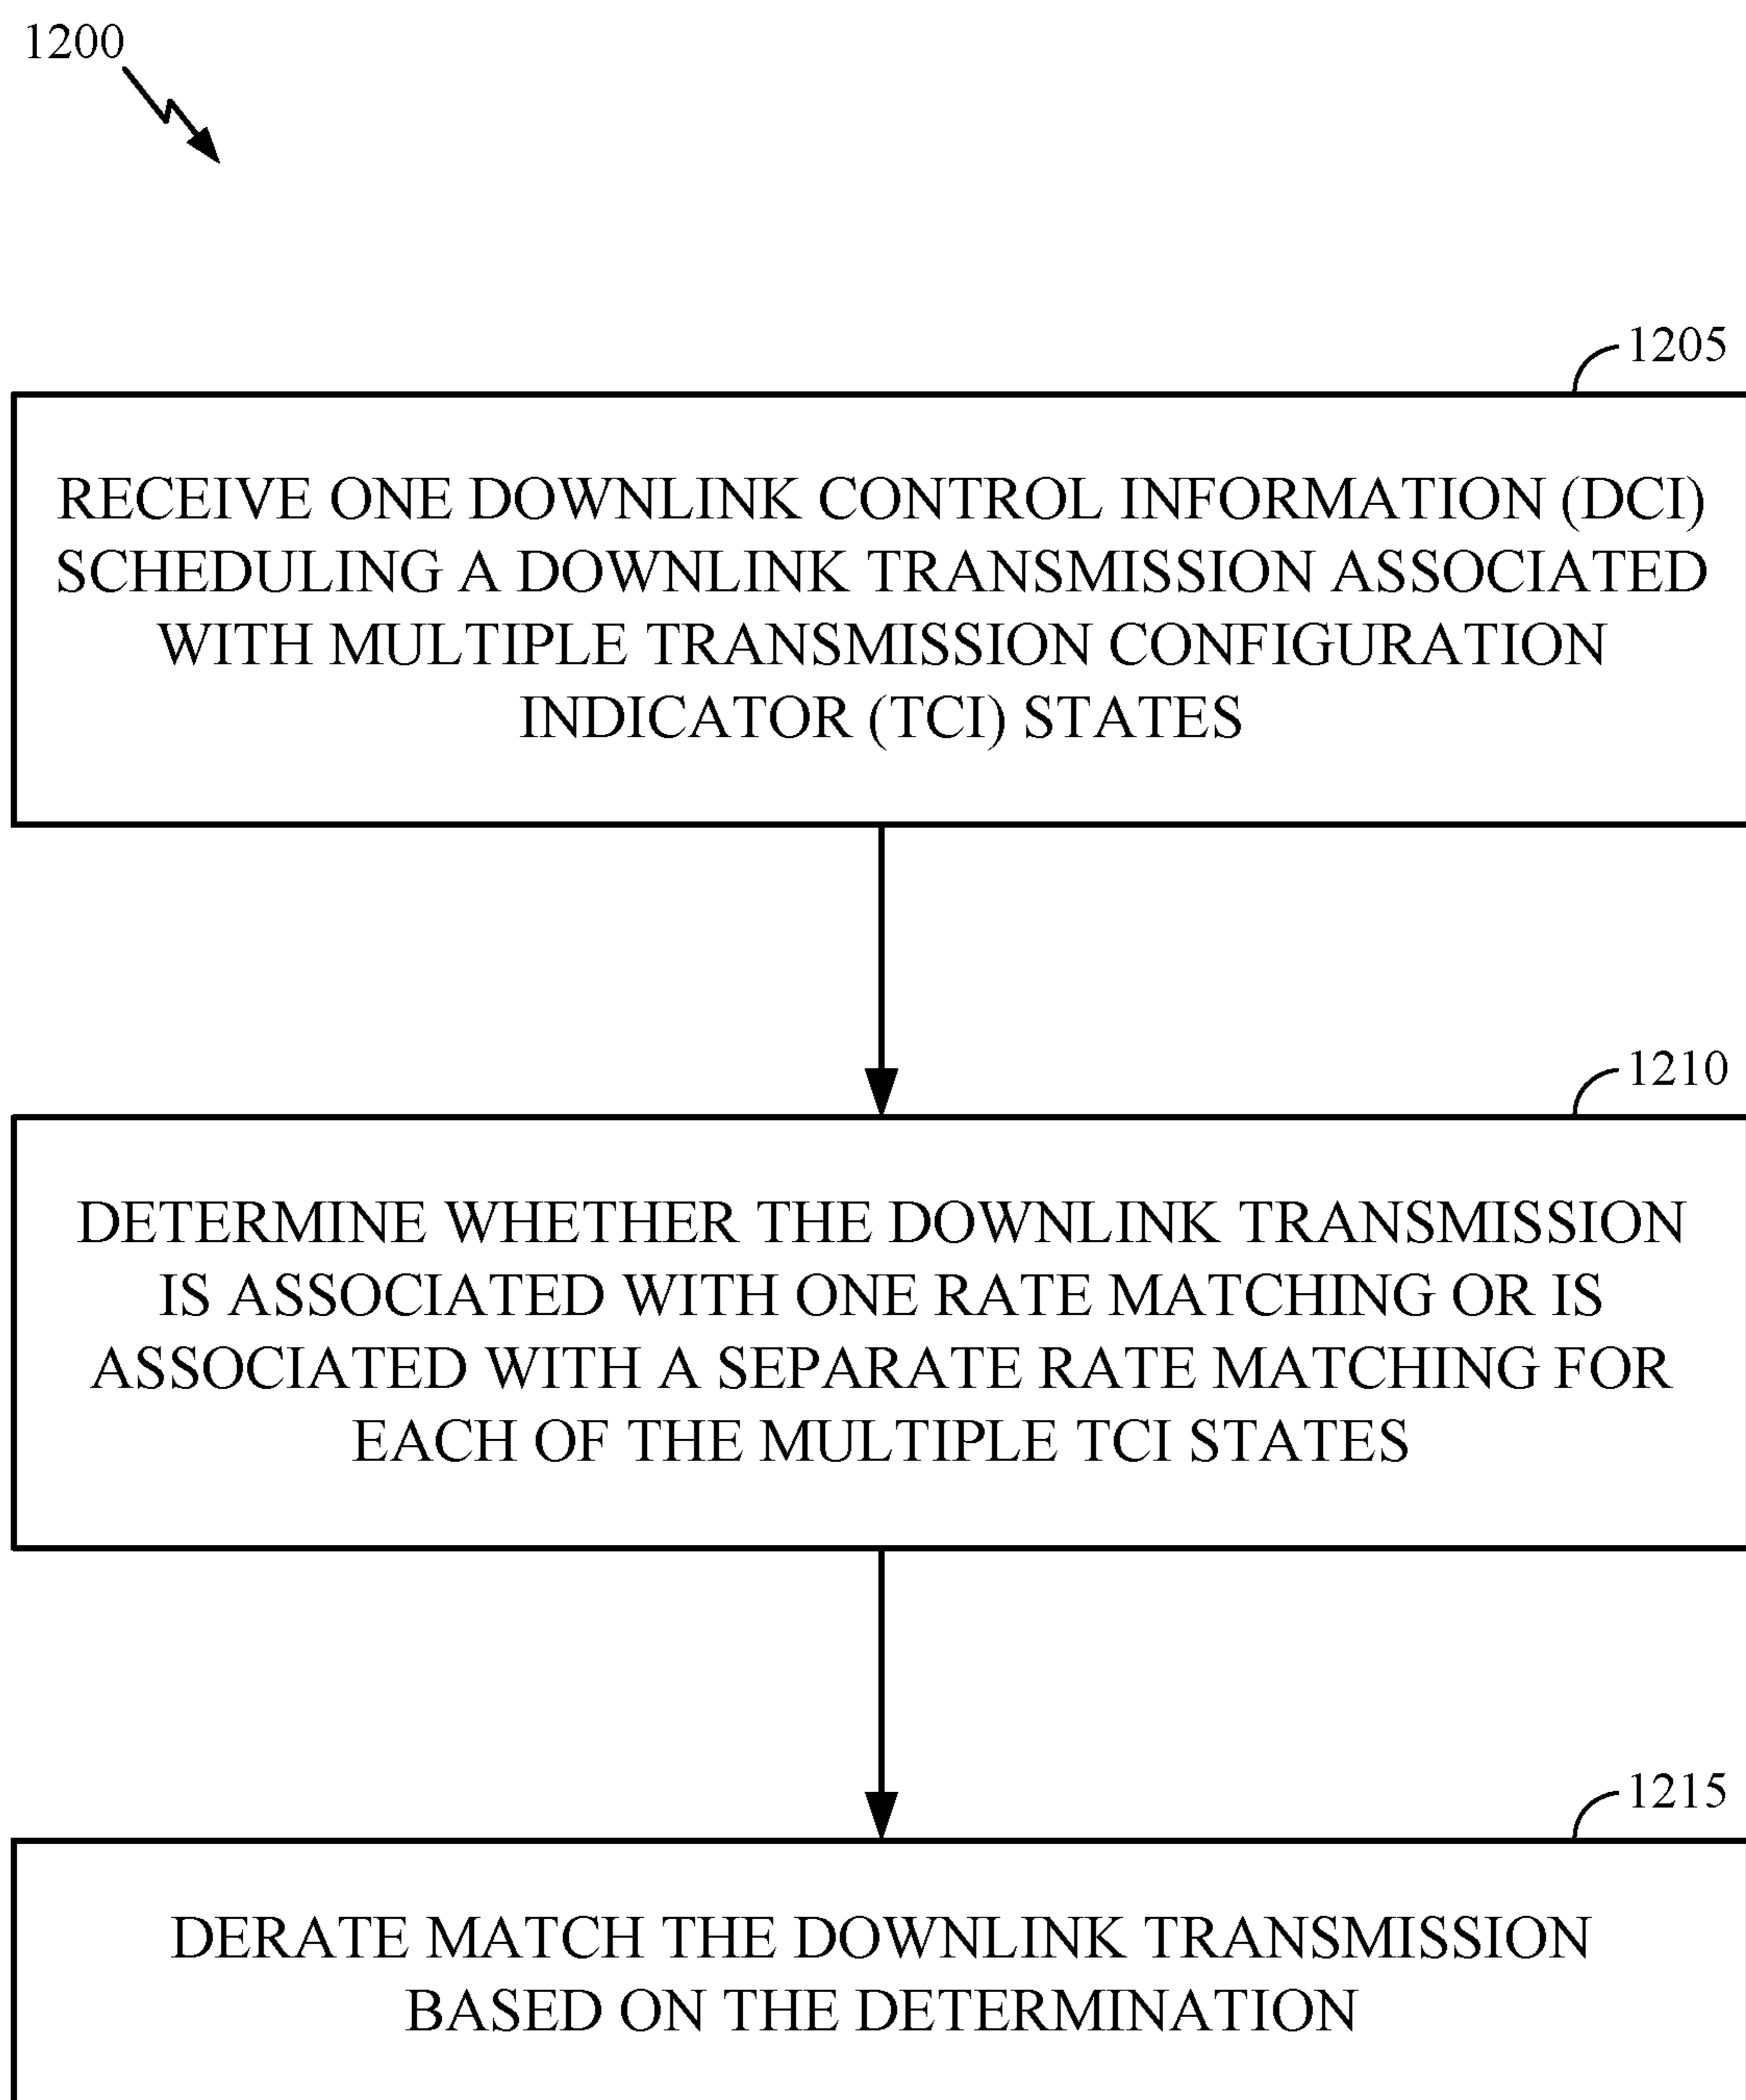 1200
1205
RECEIVE ONE DOWNLINK CONTROL INFORMATION (DCI)
SCHEDULING A DOWNLINK TRANSMISSION ASSOCIATED
WITH MULTIPLE TRANSMISSION CONFIGURATION
INDICATOR (TCI) STATES
1210
DETERMINE WHETHER THE DOWNLINK TRANSMISSION
IS ASSOCIATED WITH ONE RATE MATCHING OR IS
ASSOCIATED WITH A SEPARATE RATE MATCHING FOR
EACH OF THE MULTIPLE TCI STATES
1215
DERATE MATCH THE DOWNLINK TRANSMISSION
BASED ON THE DETERMINATION